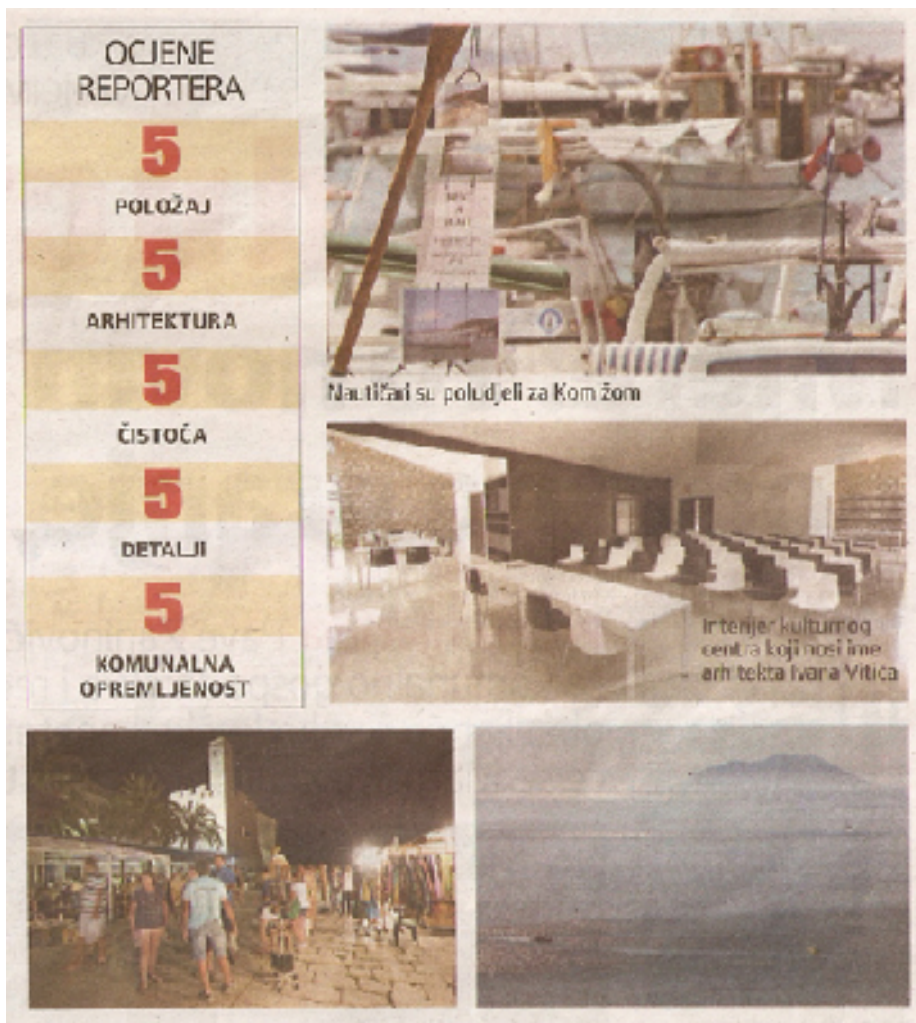 OCJENE
REPORTERA
5
POLOŽAJ
5
ARHITEKTURA
5
ČISTOĆA
5
DETALJI
5
KOMUNALNA
OPREMLJENOST
Nautičari su poludjeli za Komižom
Interijer kulturnog
centra koji nosi ime
arhitekta Ivana Vitića